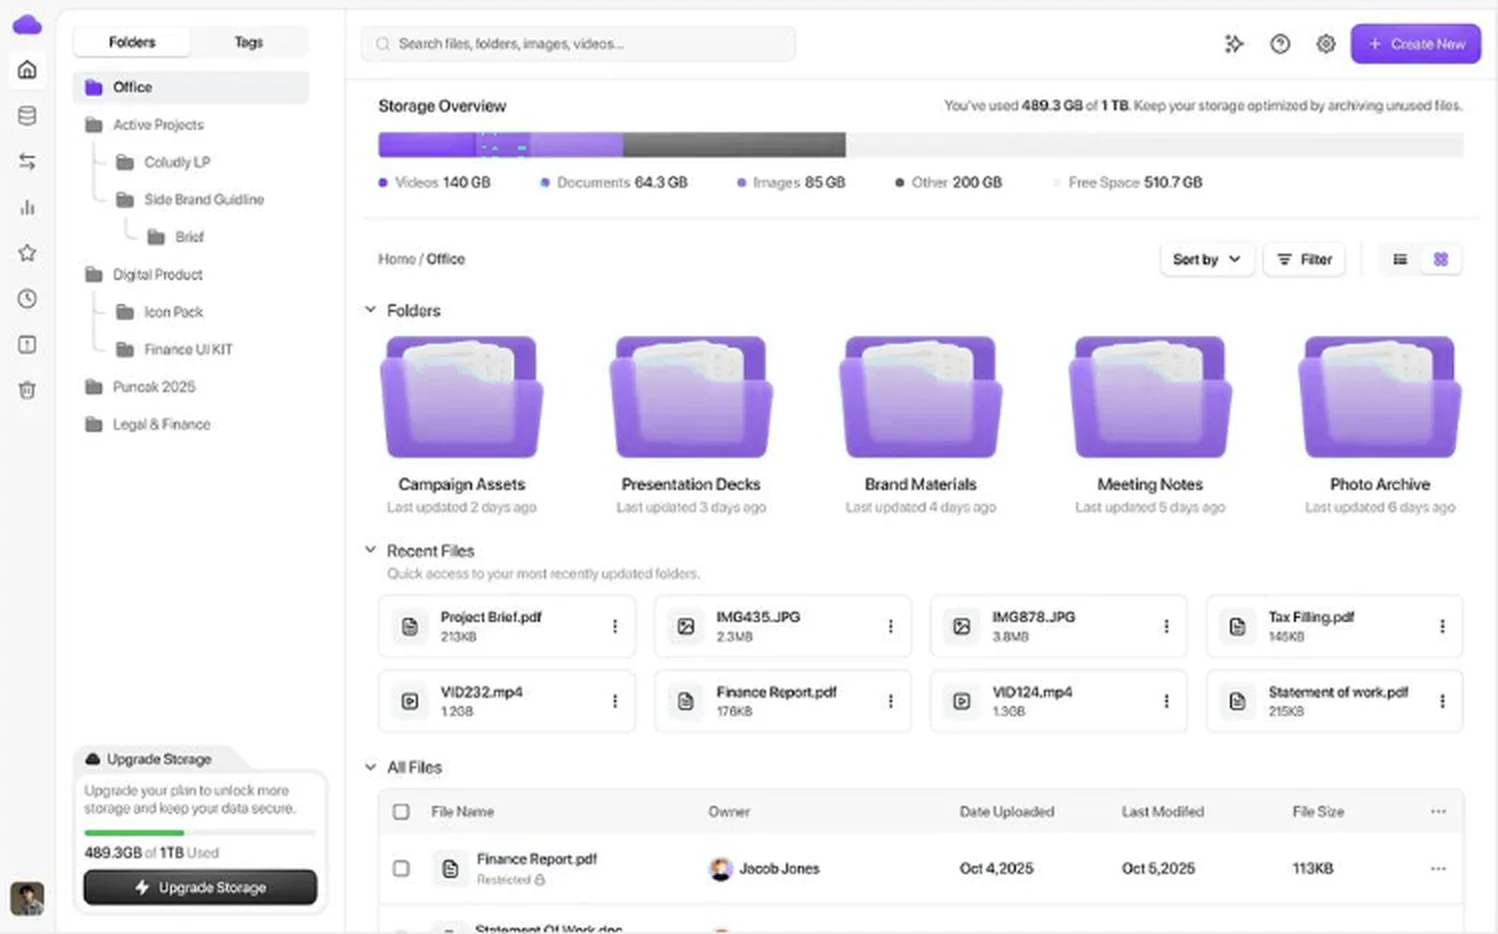 Folders
Tags
Office
Active Projects
Coludly LP
Side Brand Guidline
Brief
Digital Product
Icon Pack
Finance UI KIT
Puncak 2025
Legal & Finance
Upgrade Storage
Upgrade your plan to unlock more
storage and keep your data secure.
489.3GB of 1TB Used
Upgrade Storage
Search files, folders, images, videos...
Create New
Storage Overview
You've used 489.3 GB of 1 TB. Keep your storage optimized by archiving unused files.
Videos 140 GB
Documents 64.3 GB
Images 85 GB
Other 200 GB
Free Space 510.7 GB
Home / Office
Sort by
Filter
Folders
Campaign Assets
Last updated 2 days ago
Presentation Decks
Last updated 3 days ago
Brand Materials
Last updated 4 days ago
Meeting Notes
Last updated 5 days ago
Photo Archive
Last updated 6 days ago
Recent Files
Quick access to your most recently updated folders.
Project Brief.pdf
213KB
IMG435.JPG
2.3MB
IMG878.JPG
3.8MB
Tax Filling.pdf
145KB
VID232.mp4
1.2GB
Finance Report.pdf
176KB
VID124.mp4
1.3GB
Statement of work.pdf
215KB
All Files
File Name
Owner
Date Uploaded
Last Modifed
File Size
Finance Report.pdf
Restricted
Jacob Jones
Oct 4,2025
Oct 5,2025
113KB
Statement Of Work.doc